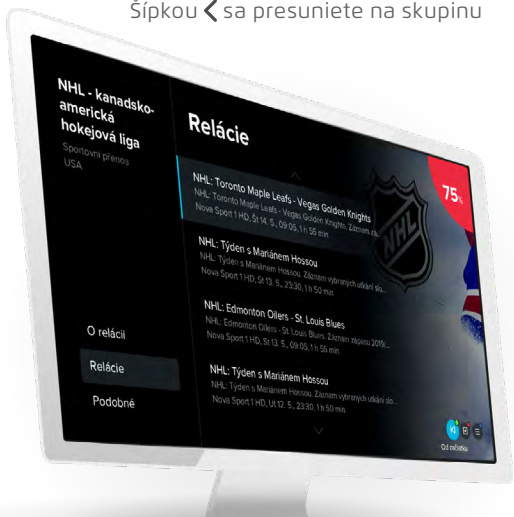 Šípkou < sa presuniete na skupinu
NHL - kanadsko-
americká
hokejová liga
Sportovní přenos
USA
O relácii
Relácie
Podobné
Relácie
NHL: Toronto Maple Leafs - Vegas Golden Knights
NHL: Toronto Maple Leafs - Vegas Golden Knights. Záznam zá...
Nova Sport 1 HD, Št 14. 5., 09:05, 1 h 55 min
NHL: Týden s Mariánem Hossou
NHL: Týden s Mariánem Hossou. Záznam vybraných utkání slo...
Nova Sport 1 HD, St 13. 5., 23:30, 1 h 50 min
NHL: Edmonton Oilers - St. Louis Blues
NHL: Edmonton Oilers - St. Louis Blues. Záznam zápasu
Nova Sport 1 HD, St 13. 5., 09:05, 1 h 55 min
NHL: Týden s Mariánem Hossou
NHL: Týden s Mariánem Hossou. Záznam vybraných utkání slo...
Nova Sport 1 HD, Ut 12. 5., 23:30, 1 h 50 min
75%
NHL
Od začiatku